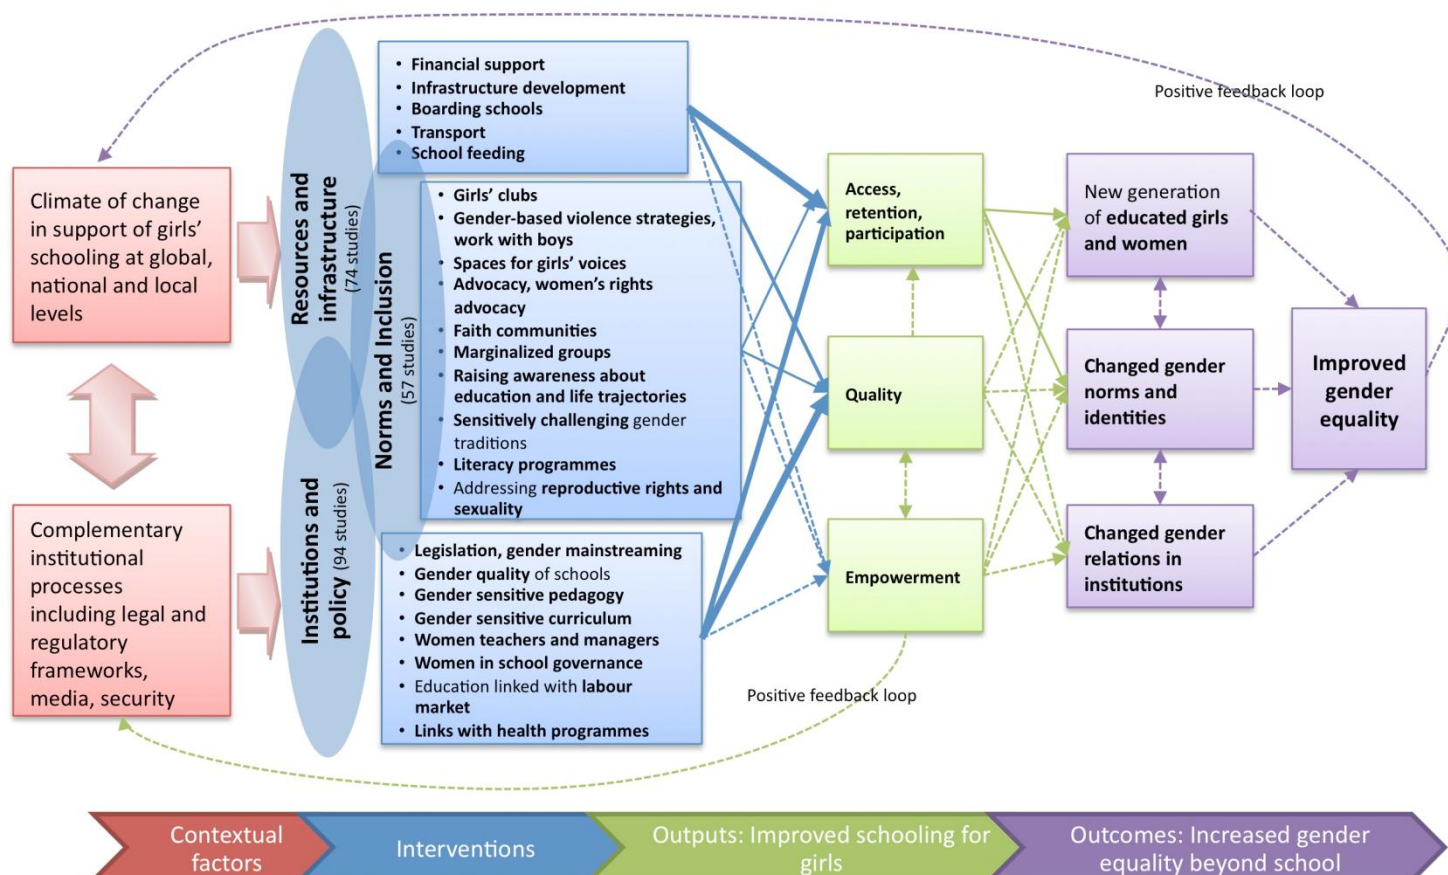 Positive feedback loop
Climate of change
in support of girls’
schooling at global,
national and local
levels
Complementary
institutional
processes
including legal and
regulatory
frameworks,
media, security
Resources and
infrastructure
(74 studies)
Norms and Inclusion
(57 studies)
Institutions and
policy (94 studies)
• Financial support
• Infrastructure development
• Boarding schools
• Transport
• School feeding
• Girls’ clubs
• Gender-based violence strategies,
work with boys
• Spaces for girls’ voices
• Advocacy, women’s rights
advocacy
• Faith communities
• Marginalized groups
• Raising awareness about
education and life trajectories
• Sensitively challenging gender
traditions
• Literacy programmes
• Addressing reproductive rights and
sexuality
• Legislation, gender mainstreaming
• Gender quality of schools
• Gender sensitive pedagogy
• Gender sensitive curriculum
• Women teachers and managers
• Women in school governance
• Education linked with labour
market
• Links with health programmes
Access,
retention,
participation
Quality
Empowerment
Positive feedback loop
New generation
of educated girls
and women
Changed gender
norms and
identities
Changed gender
relations in
institutions
Improved
gender
equality
Contextual
factors
Interventions
Outputs: Improved schooling for
girls
Outcomes: Increased gender
equality beyond school